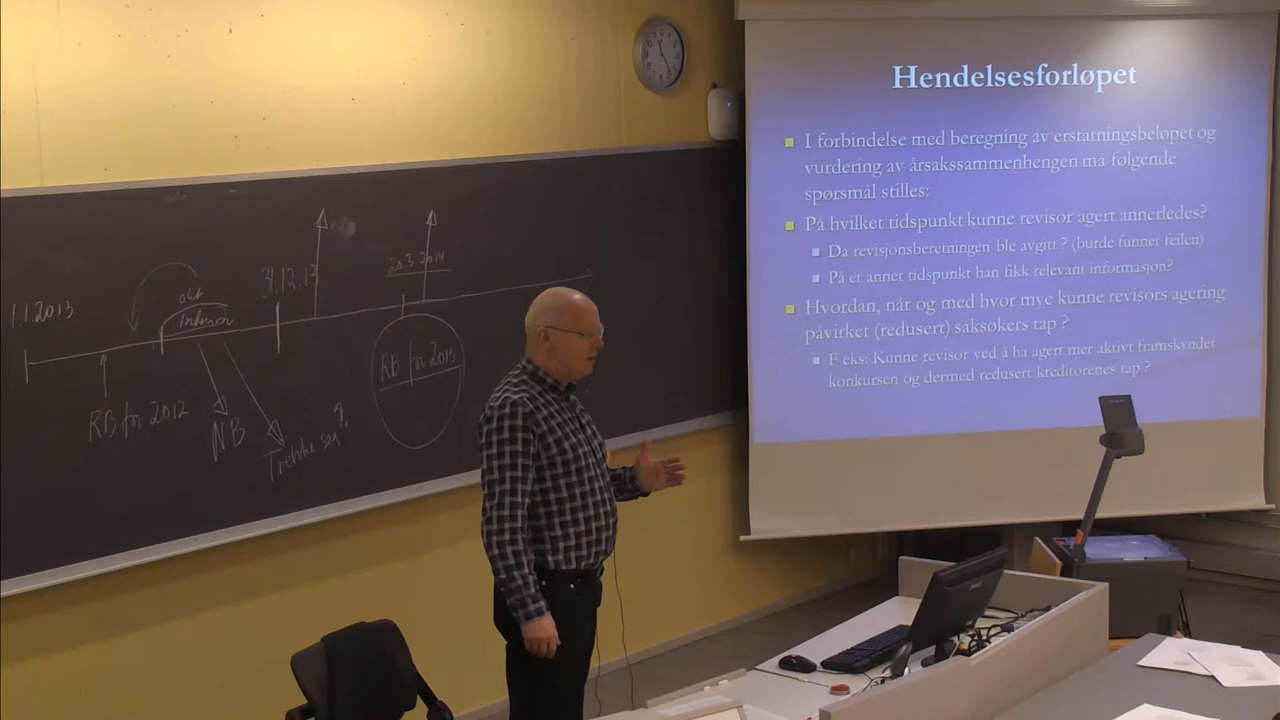 1.1.2013
okt
Interim
31.12.13
20.3.2014
RB for 2012
NB
Trekke seg?
RB for 2013
Hendelsesforløpet
I forbindelse med beregning av erstatningsbeløpet og
vurdering av årsakssammenhengen må følgende
spørsmål stilles:
På hvilket tidspunkt kunne revisor agert annerledes?
Da revisjonsberetningen ble avgitt ? (burde funnet feilen)
På et annet tidspunkt han fikk relevant informasjon?
Hvordan, når og med hvor mye kunne revisors agering
påvirket (redusert) saksøkers tap ?
F eks: Kunne revisor ved å ha agert mer aktivt framskyndet
konkursen og dermed redusert kreditorenes tap ?